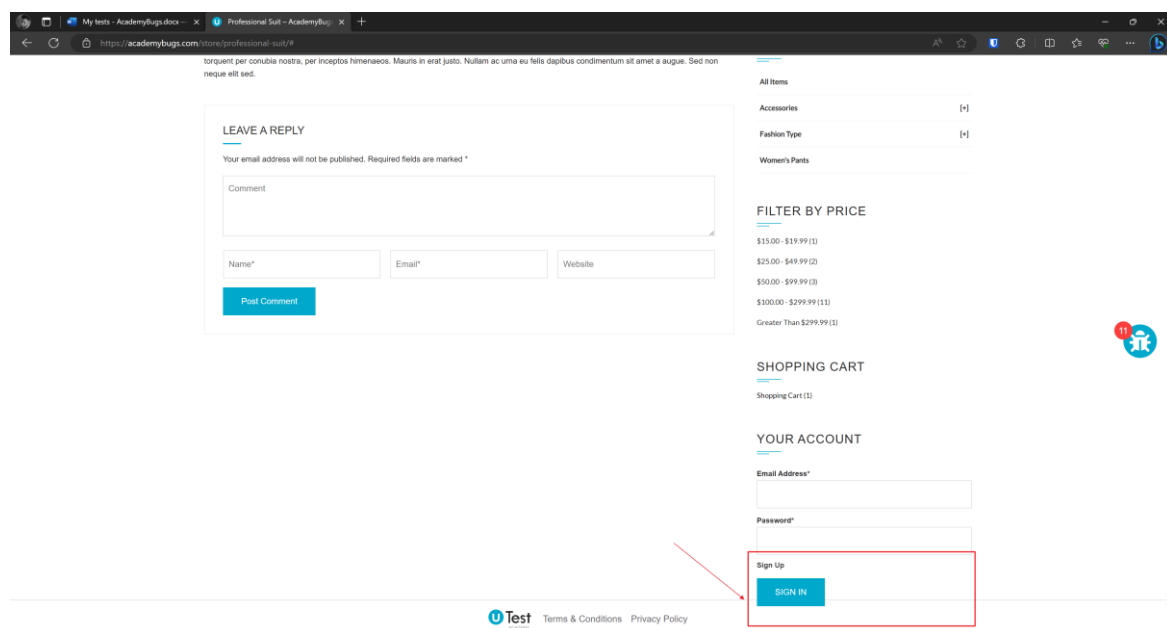 My tests - AcademyBugs.docx —
Professional Suit – AcademyBug
https://academybugs.com/store/professional-suit/#
torquent per conubia nostra, per inceptos himenaeos. Mauris in erat justo. Nullam ac urna eu felis dapibus condimentum sit amet a augue. Sed non
neque elit sed.
LEAVE A REPLY
Your email address will not be published. Required fields are marked *
Comment
Name*
Email*
Website
Post Comment
All Items
Accessories [+]
Fashion Type [+]
Women's Pants
FILTER BY PRICE
$15.00 - $19.99 (1)
$25.00 - $49.99 (2)
$50.00 - $99.99 (3)
$100.00 - $299.99 (11)
Greater Than $299.99 (1)
11
SHOPPING CART
Shopping Cart (1)
YOUR ACCOUNT
Email Address*
Password*
Sign Up
SIGN IN
u Test Terms & Conditions Privacy Policy